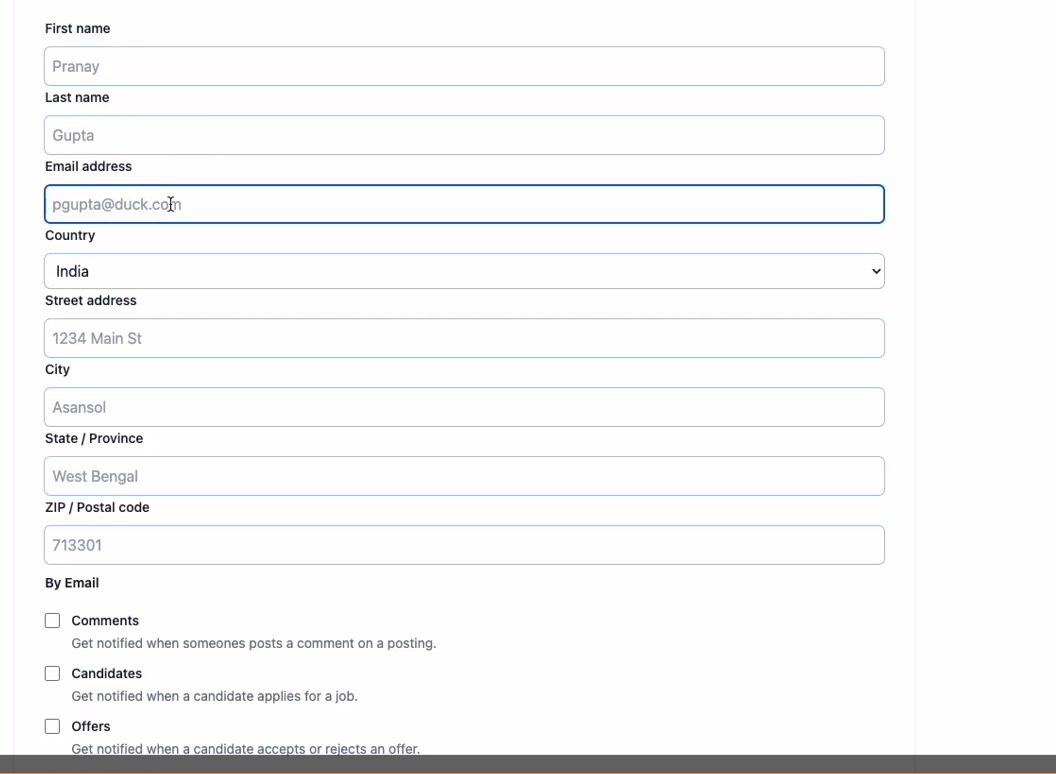 First name
Pranay
Last name
Gupta
Email address
pgupta@duck.com
Country
India
Street address
1234 Main St
City
Asansol
State / Province
West Bengal
ZIP / Postal code
713301
By Email
Comments
Get notified when someones posts a comment on a posting.
Candidates
Get notified when a candidate applies for a job.
Offers
Get notified when a candidate accepts or rejects an offer.